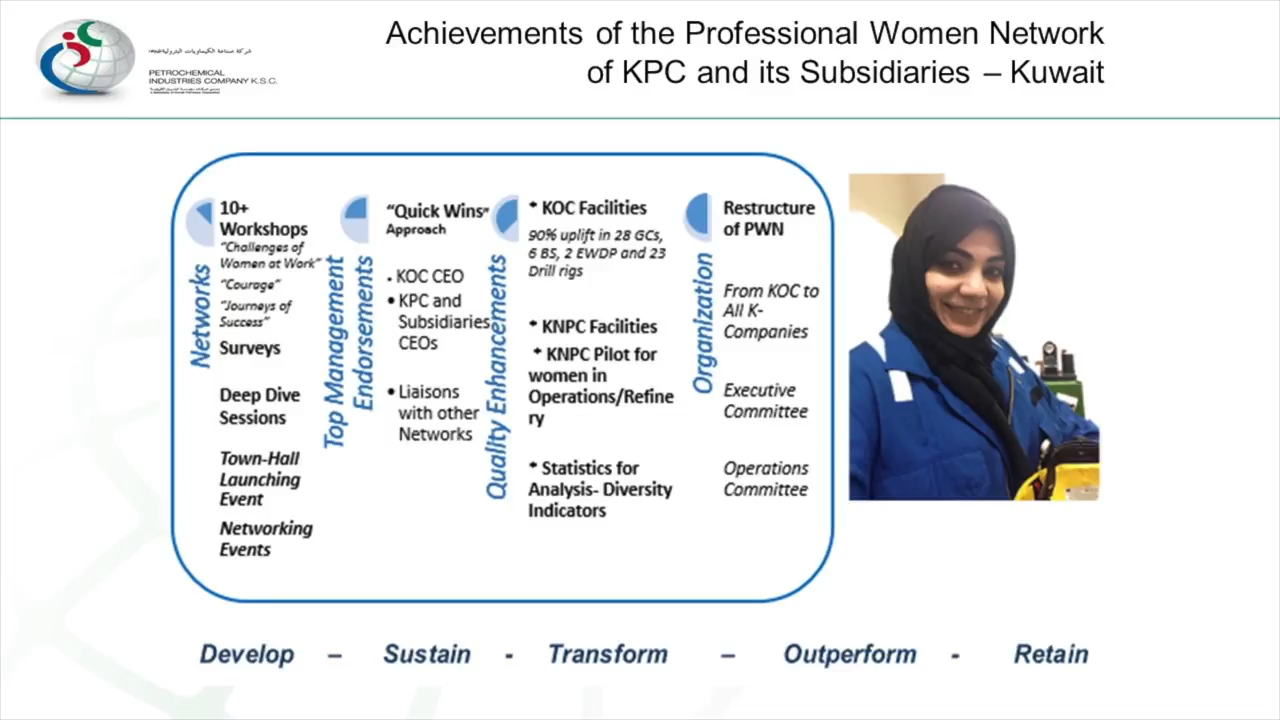 Achievements of the Professional Women Network
of KPC and its Subsidiaries – Kuwait
شركة صناعة الكيماويات البترولية
PETROCHEMICAL
INDUSTRIES COMPANY K.S.C.
Networks
10+
Workshops
“Challenges of
Women at Work”
“Courage”
“Journeys of
Success”
Surveys
Deep Dive
Sessions
Town-Hall
Launching
Event
Networking
Events
Top Management
Endorsements
“Quick Wins”
Approach
. KOC CEO
• KPC and
Subsidiaries
CEOs
• Liaisons
with other
Networks
Quality Enhancements
* KOC Facilities
90% uplift in 28 GCs,
6 BS, 2 EWDP and 23
Drill rigs
* KNPC Facilities
* KNPC Pilot for
women in
Operations/Refine
ry
* Statistics for
Analysis- Diversity
Indicators
Organization
Restructure
of PWN
From KOC to
All K-
Companies
Executive
Committee
Operations
Committee
Develop – Sustain - Transform – Outperform - Retain